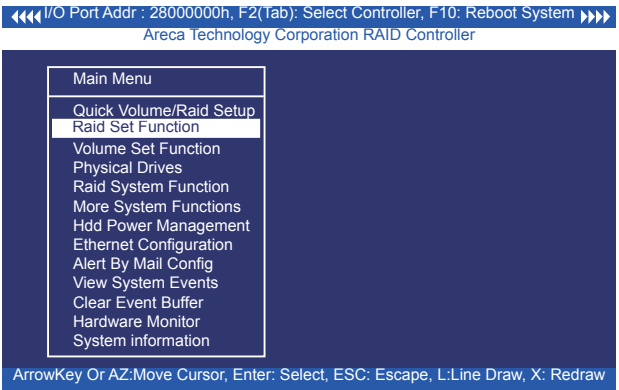 I/O Port Addr : 28000000h, F2(Tab): Select Controller, F10: Reboot System
Areca Technology Corporation RAID Controller
Main Menu
Quick Volume/Raid Setup
Raid Set Function
Volume Set Function
Physical Drives
Raid System Function
More System Functions
Hdd Power Management
Ethernet Configuration
Alert By Mail Config
View System Events
Clear Event Buffer
Hardware Monitor
System information
ArrowKey Or AZ:Move Cursor, Enter: Select, ESC: Escape, L:Line Draw, X: Redraw